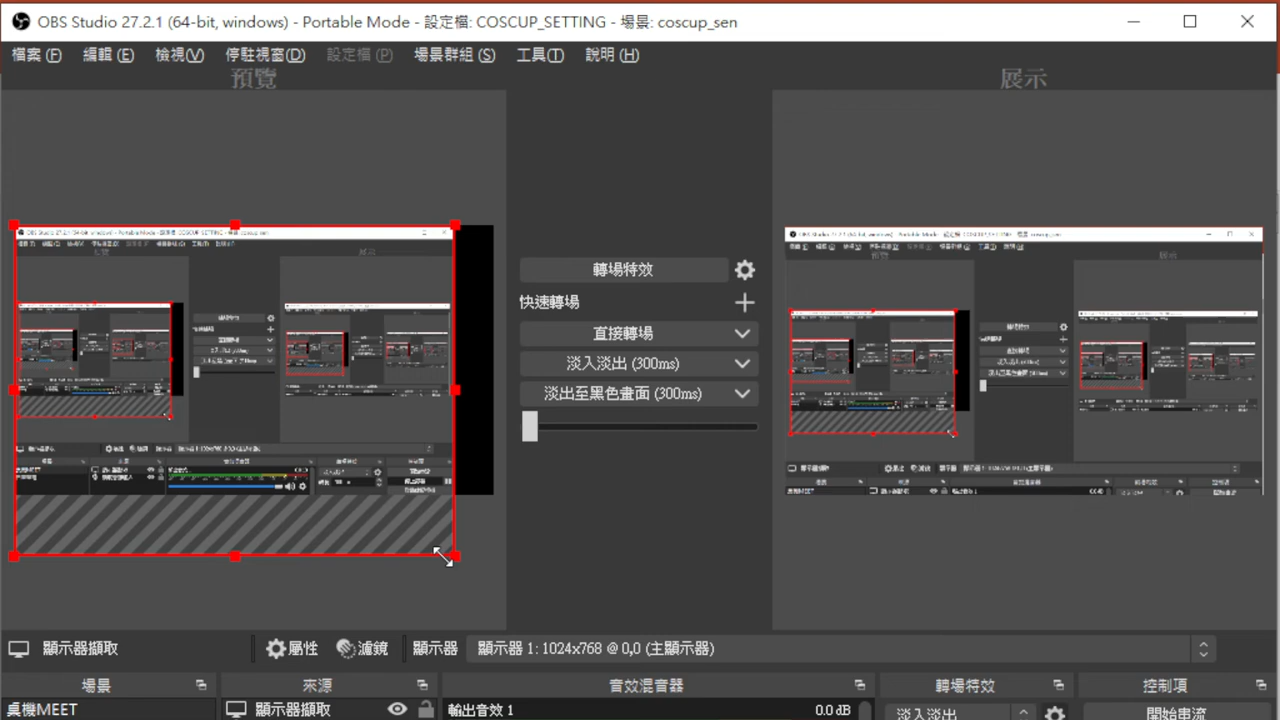 OBS Studio 27.2.1 (64-bit, windows) - Portable Mode - 設定檔: COSCUP_SETTING - 場景: coscup_sen
檔案 (F) 編輯 (E) 檢視(V) 停駐視窗(D) 設定檔 (P) 場景群組 (S) 工具(T) 說明 (H)
預覽 展示
轉場特效
快速轉場
直接轉場
淡入淡出 (300ms)
淡出至黑色畫面 (300ms)
顯示器擷取 屬性 濾鏡 顯示器 顯示器 1: 1024x768 @ 0,0 (主顯示器)
場景 來源 音效混音器 轉場特效 控制項
桌機MEET 顯示器擷取 輸出音效 1 0.0 dB 淡入淡出 開始串流